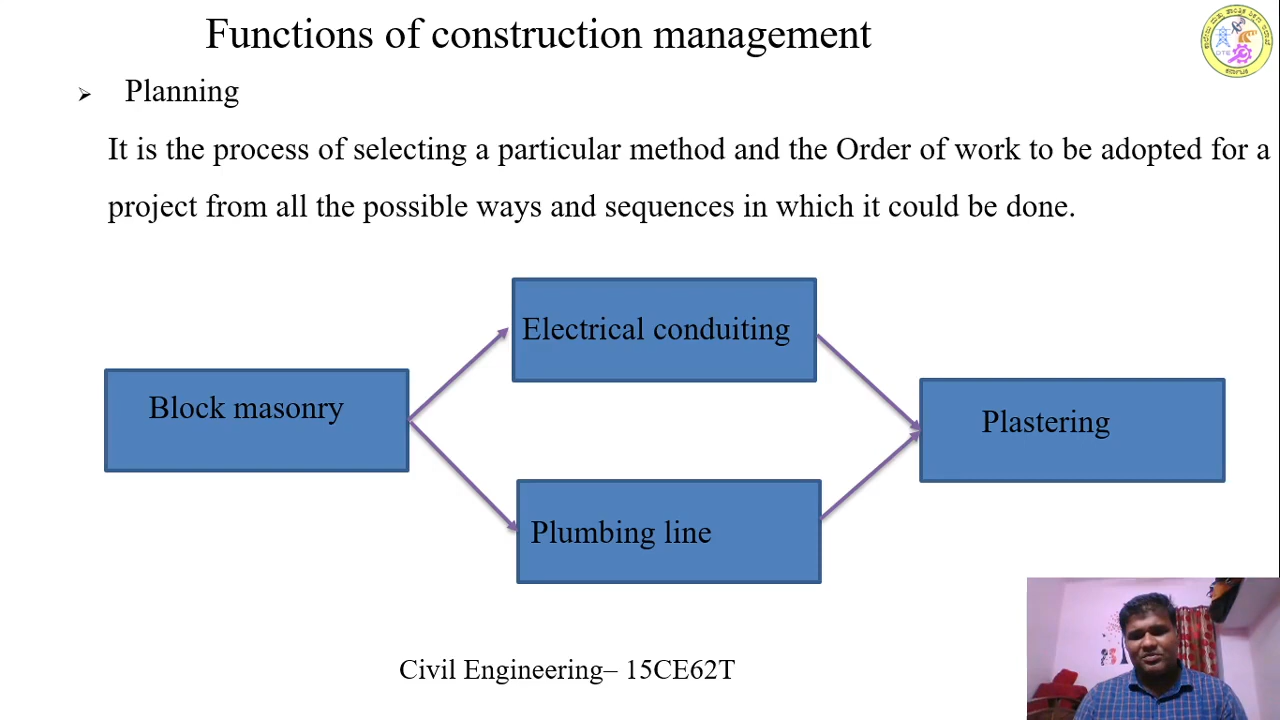 Functions of construction management
➢ Planning
It is the process of selecting a particular method and the Order of work to be adopted for a
project from all the possible ways and sequences in which it could be done.
Electrical conduiting
Block masonry
Plastering
Plumbing line
Civil Engineering– 15CE62T
DTE